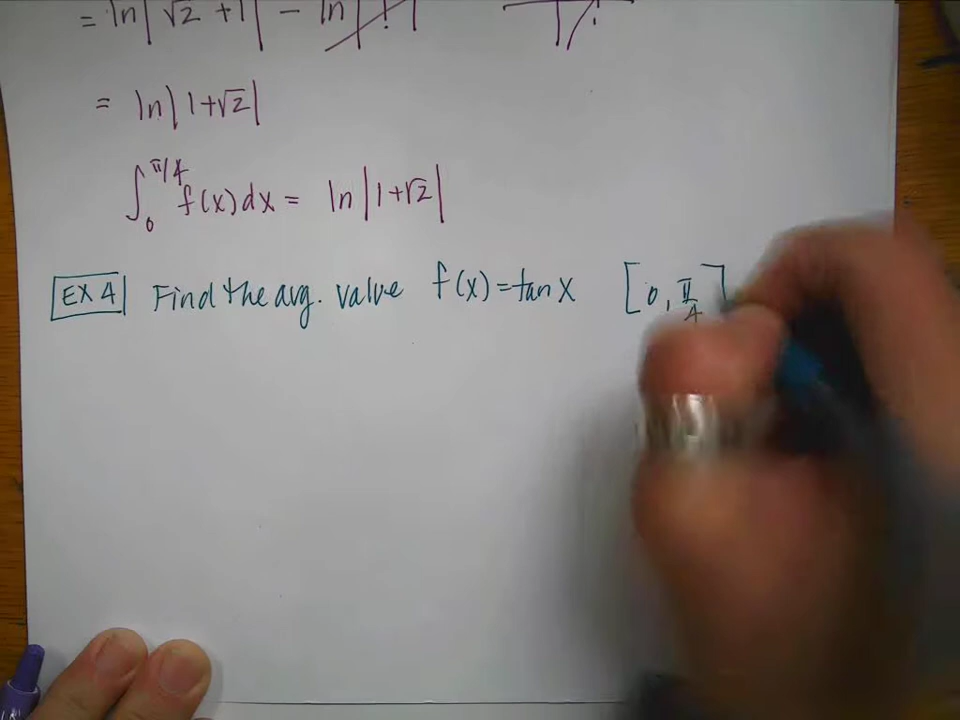 = ln|√2 + 1| − ln|1|
= ln|1+√2|
∫₀^π/4 f(x)dx = ln|1+√2|
EX 4 Find the avg. value f(x)=tanx [0, π/4]